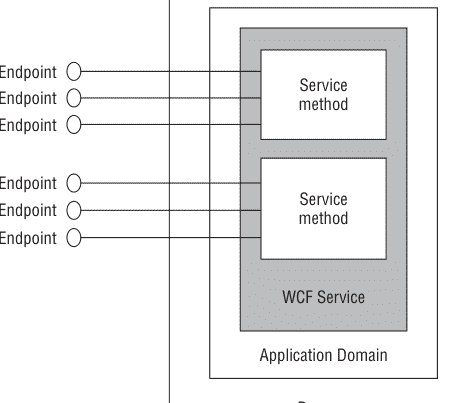 Endpoint
Endpoint
Endpoint
Service
method
Endpoint
Endpoint
Endpoint
Service
method
WCF Service
Application Domain